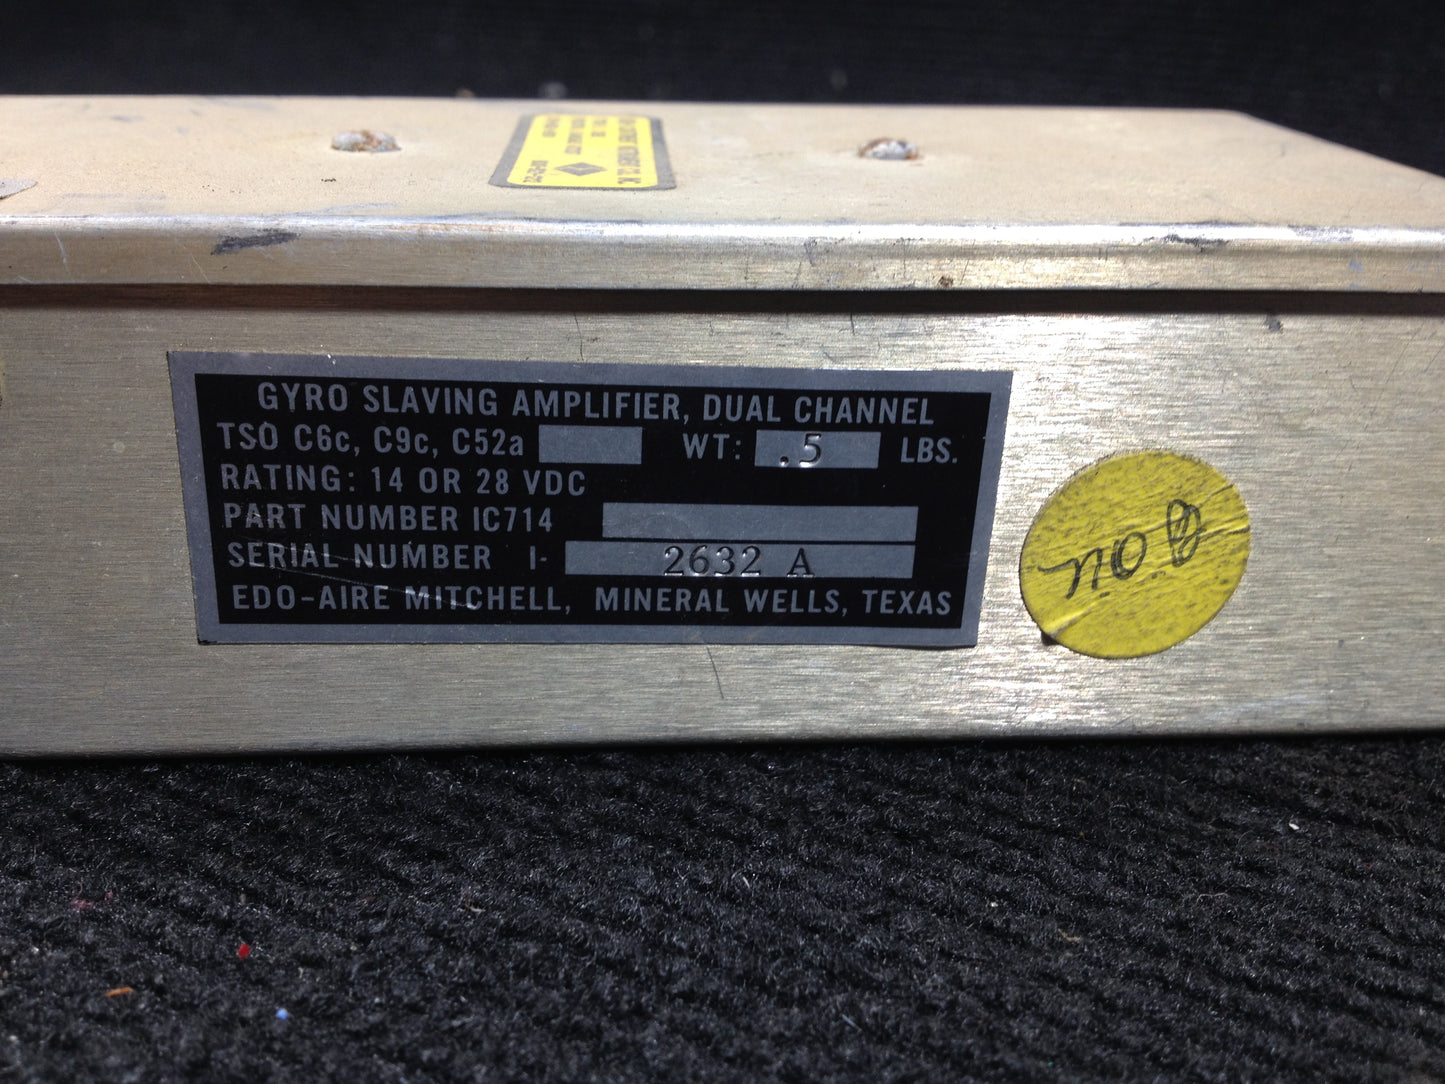 GYRO SLAVING AMPLIFIER, DUAL CHANNEL
TSO C6c, C9c, C52a WT: .5 LBS.
RATING: 14 OR 28 VDC
PART NUMBER IC714
SERIAL NUMBER I- 2632 A
EDO-AIRE MITCHELL, MINERAL WELLS, TEXAS